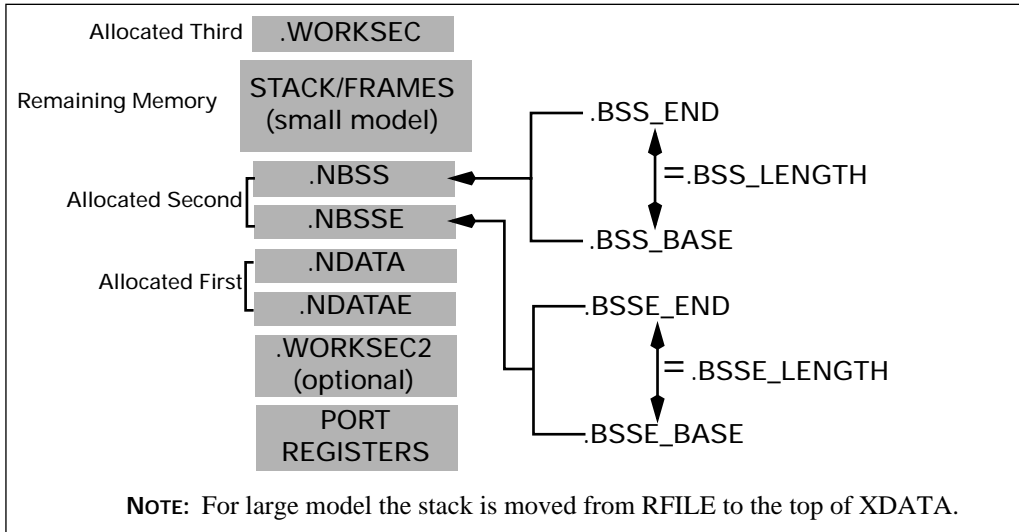 Allocated Third
.WORKSEC
Remaining Memory
STACK/FRAMES
(small model)
Allocated Second
.NBSS
.NBSSE
Allocated First
.NDATA
.NDATAE
.WORKSEC2
(optional)
PORT
REGISTERS
.BSS_END
=.BSS_LENGTH
.BSS_BASE
.BSSE_END
= .BSSE_LENGTH
.BSSE_BASE
NOTE: For large model the stack is moved from RFILE to the top of XDATA.